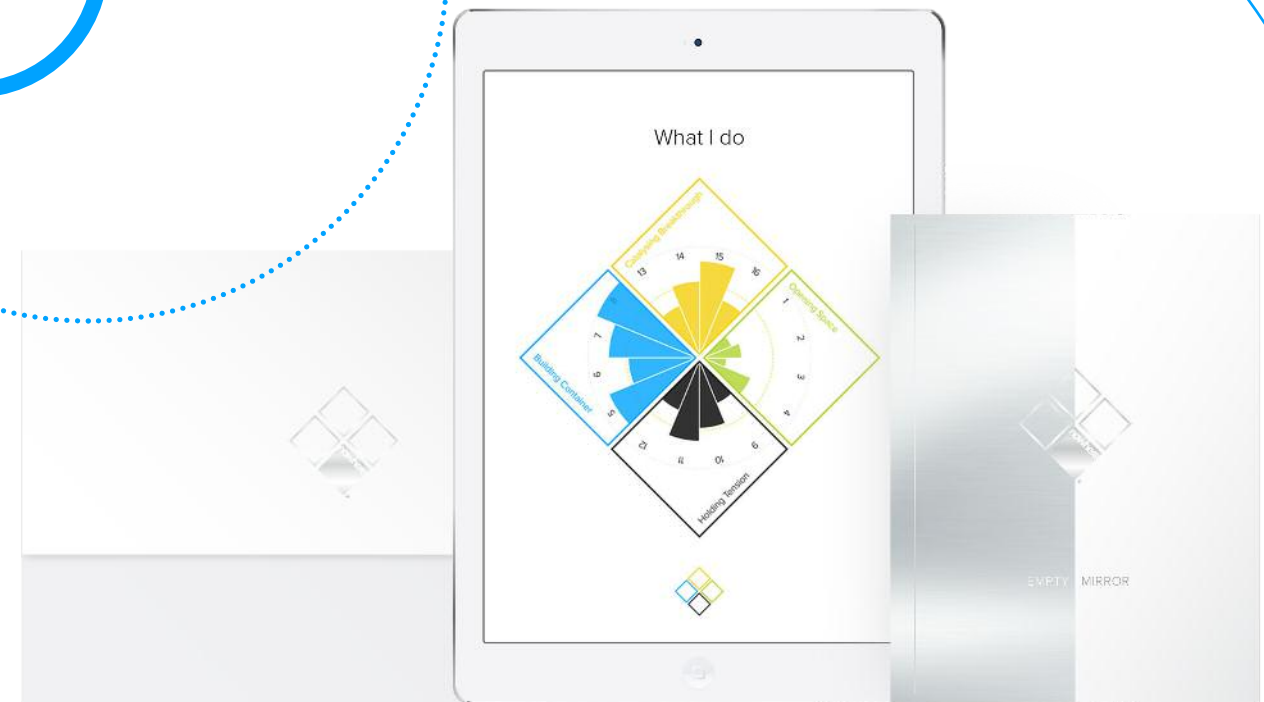 What I do
Catalysing Breakthrough
13
14
15
16
Opening Space
1
2
3
4
Building Container
8
7
6
5
Holding Tension
12
11
10
9
EMPTY MIRROR